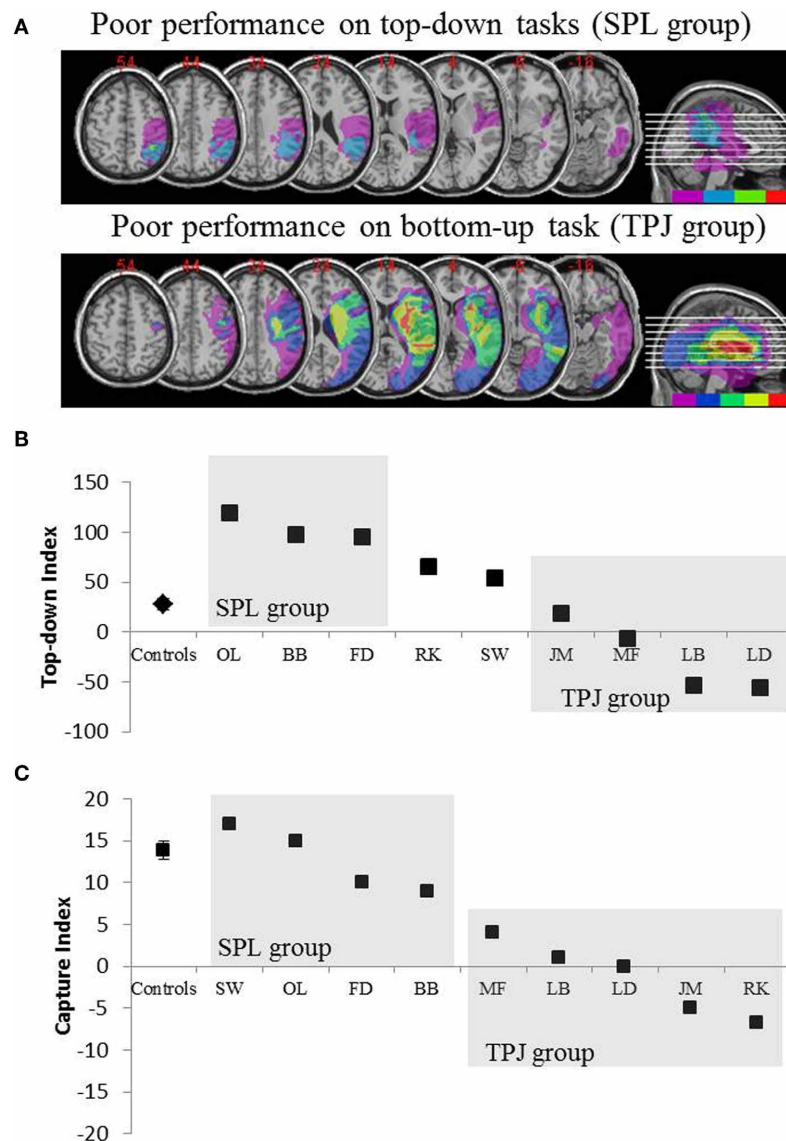 A
Poor performance on top-down tasks (SPL group)
54 44 34 24 14 4 -6 -16
Poor performance on bottom-up task (TPJ group)
54 44 34 24 14 4 -6 -16
B
Top-down Index
150
100
50
0
-50
-100
SPL group
Controls OL BB FD RK SW JM MF LB LD
TPJ group
C
Capture Index
20
15
10
5
0
-5
-10
-15
-20
SPL group
Controls SW OL FD BB MF LB LD JM RK
TPJ group